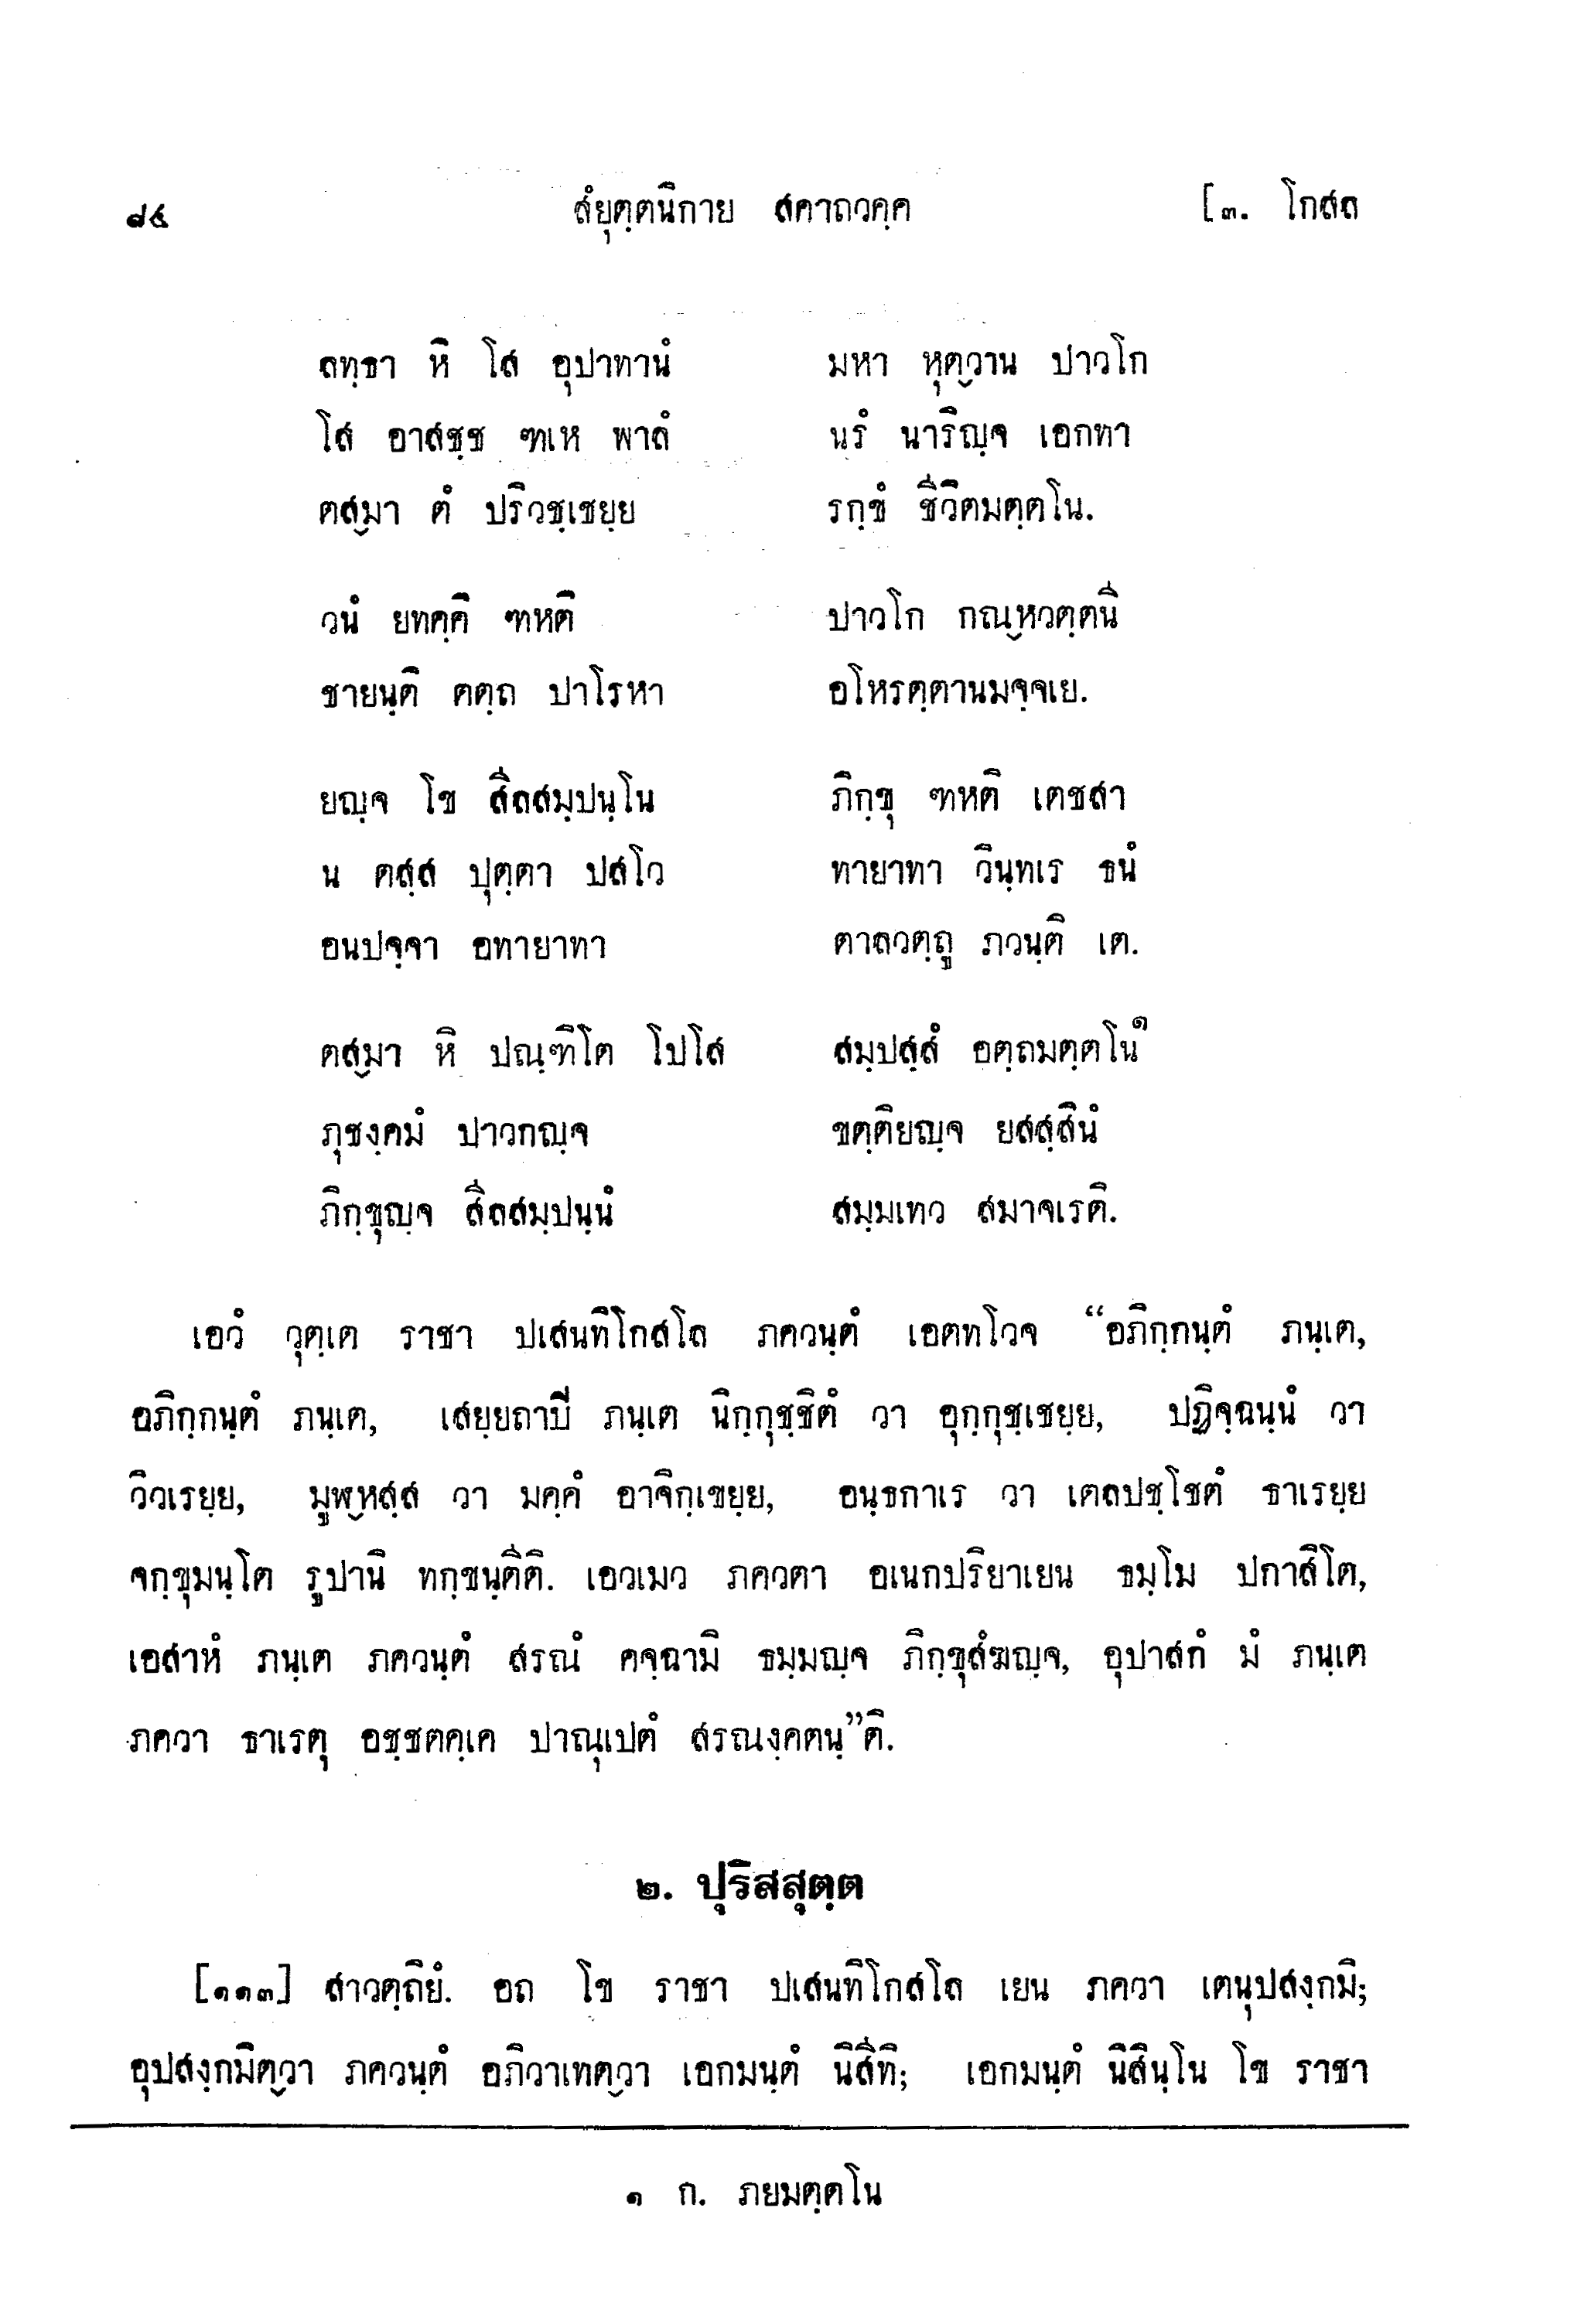 ๘๔ สํยุตฺตนิกาย สคาถวคฺค [๓. โกสล
ลทฺธา หิ โส อุปาทานํ มหา หุตฺวาน ปาวโก
โส อาสชฺช ฑเห พาลํ นรํ นาริญฺจ เอกทา
ตสฺมา ตํ ปริวชฺเชยฺย รกฺขํ ชีวิตมตฺตโน.
วนํ ยทคฺคิ ฑหติ ปาวโก กณฺหวตฺตนี
ชายนฺติ ตตฺถ ปาโรหา อโหรตฺตานมจฺจเย.
ยญฺจ โข สีลสมฺปนฺโน ภิกฺขุ ฑหติ เตชสา
น ตสฺส ปุตฺตา ปสโว ทายาทา วินฺทเร ธนํ
อนปจฺจา อทายาทา ตาลวตฺถู ภวนฺติ เต.
ตสฺมา หิ ปณฺฑิโต โปโส สมฺปสฺสํ อตฺถมตฺตโน๑
ภุชงฺคมํ ปาวกญฺจ ขตฺติยญฺจ ยสสฺสินํ
ภิกฺขุญฺจ สีลสมฺปนฺนํ สมฺมเทว สมาจเรติ.
เอวํ วุตฺเต ราชา ปเสนทิโกสโล ภควนฺตํ เอตทโวจ “อภิกฺกนฺตํ ภนฺเต,
อภิกฺกนฺตํ ภนฺเต, เสยฺยถาปี ภนฺเต นิกฺกุชฺชิตํ วา อุกฺกุชฺเชยฺย, ปฏิจฺฉนฺนํ วา
วิวเรยฺย, มูฬฺหสฺส วา มคฺคํ อาจิกฺเขยฺย, อนฺธกาเร วา เตลปชฺโชตํ ธาเรยฺย
จกฺขุมนฺโต รูปานิ ทกฺขนฺตีติ. เอวเมว ภควตา อเนกปริยาเยน ธมฺโม ปกาสิโต,
เอสาหํ ภนฺเต ภควนฺตํ สรณํ คจฺฉามิ ธมฺมญฺจ ภิกฺขุสํฆญฺจ, อุปาสกํ มํ ภนฺเต
ภควา ธาเรตุ อชฺชตคฺเค ปาณุเปตํ สรณงฺคตนฺ”ติ.
๒. ปุริสสุตฺต
[๑๑๓] สาวตฺถิยํ. อถ โข ราชา ปเสนทิโกสโล เยน ภควา เตนุปสงฺกมิ;
อุปสงฺกมิตฺวา ภควนฺตํ อภิวาเทตฺวา เอกมนฺตํ นิสีทิ; เอกมนฺตํ นิสินฺโน โข ราชา
๑ ก. ภยมตฺตโน